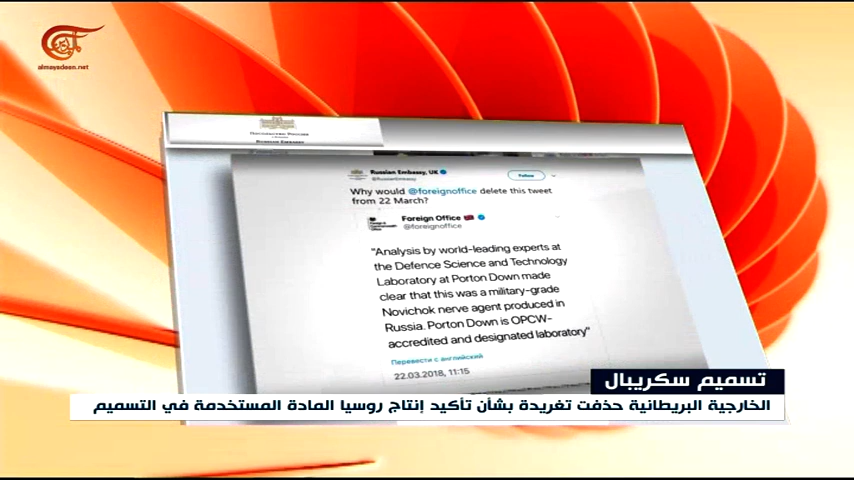 الميادين
almayadeen.net
Russian Embassy, UK
@RussianEmbassy
Follow
Why would @foreignoffice delete this tweet
from 22 March?
Foreign Office
@foreignoffice
"Analysis by world-leading experts at
the Defence Science and Technology
Laboratory at Porton Down made
clear that this was a military-grade
Novichok nerve agent produced in
Russia. Porton Down is OPCW-
accredited and designated laboratory"
Перевести с английский
22.03.2018, 11:15
تسميم سكريبال
الخارجية البريطانية حذفت تغريدة بشأن تأكيد إنتاج روسيا المادة المستخدمة في التسميم